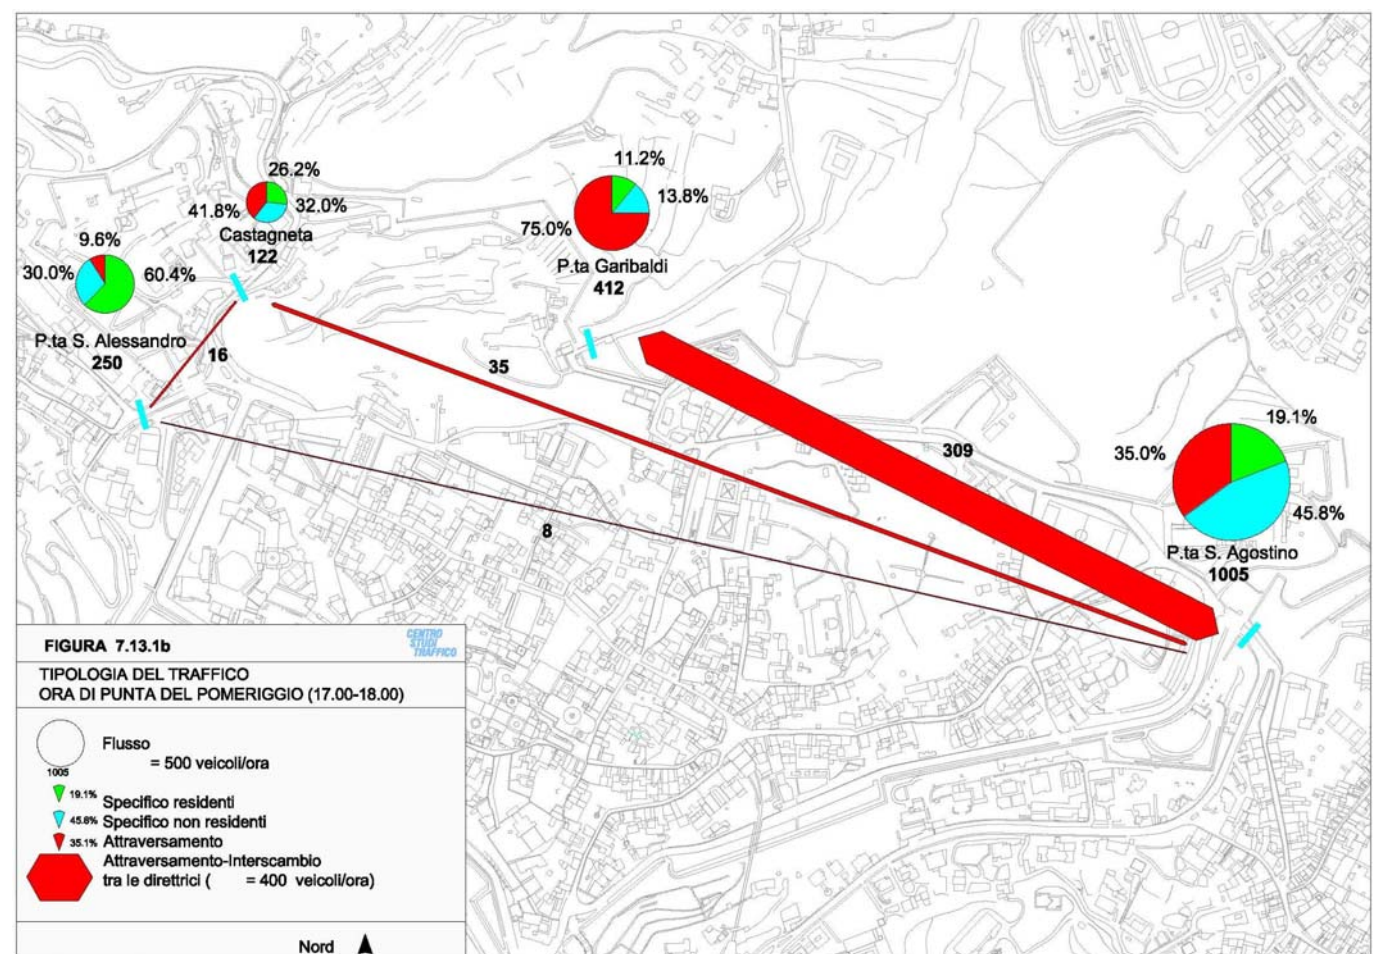 26.2%
41.8%
32.0%
Castagneta
122
11.2%
13.8%
75.0%
P.ta Garibaldi
412
9.6%
30.0%
60.4%
P.ta S. Alessandro
250
16
35
309
8
19.1%
35.0%
45.8%
P.ta S. Agostino
1005
FIGURA 7.13.1b
CENTRO
STUDI
TRAFFICO
TIPOLOGIA DEL TRAFFICO
ORA DI PUNTA DEL POMERIGGIO (17.00-18.00)
Flusso
= 500 veicoli/ora
1005
19.1% Specifico residenti
45.8% Specifico non residenti
35.1% Attraversamento
Attraversamento-Interscambio
tra le direttrici ( = 400 veicoli/ora)
Nord